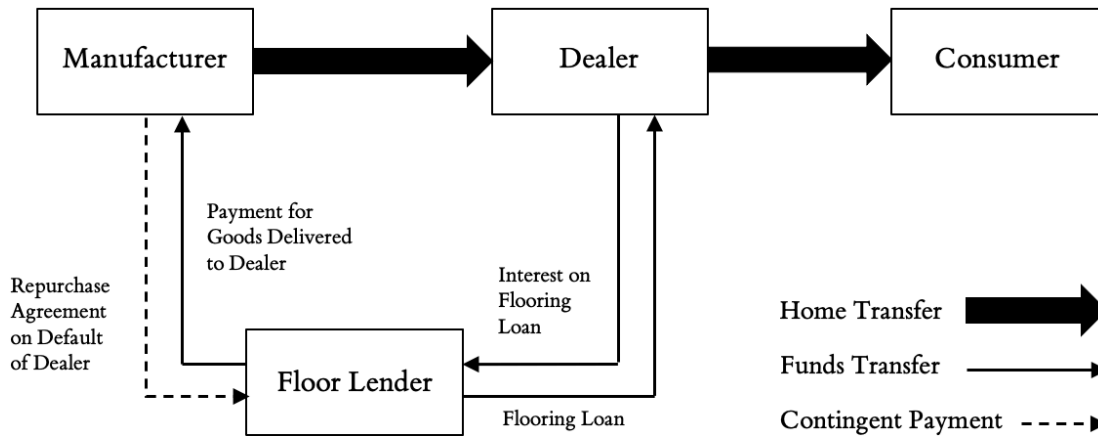 Manufacturer
Dealer
Consumer
Payment for
Goods Delivered
to Dealer
Repurchase
Agreement
on Default
of Dealer
Interest on
Flooring
Loan
Floor Lender
Flooring Loan
Home Transfer
Funds Transfer
Contingent Payment